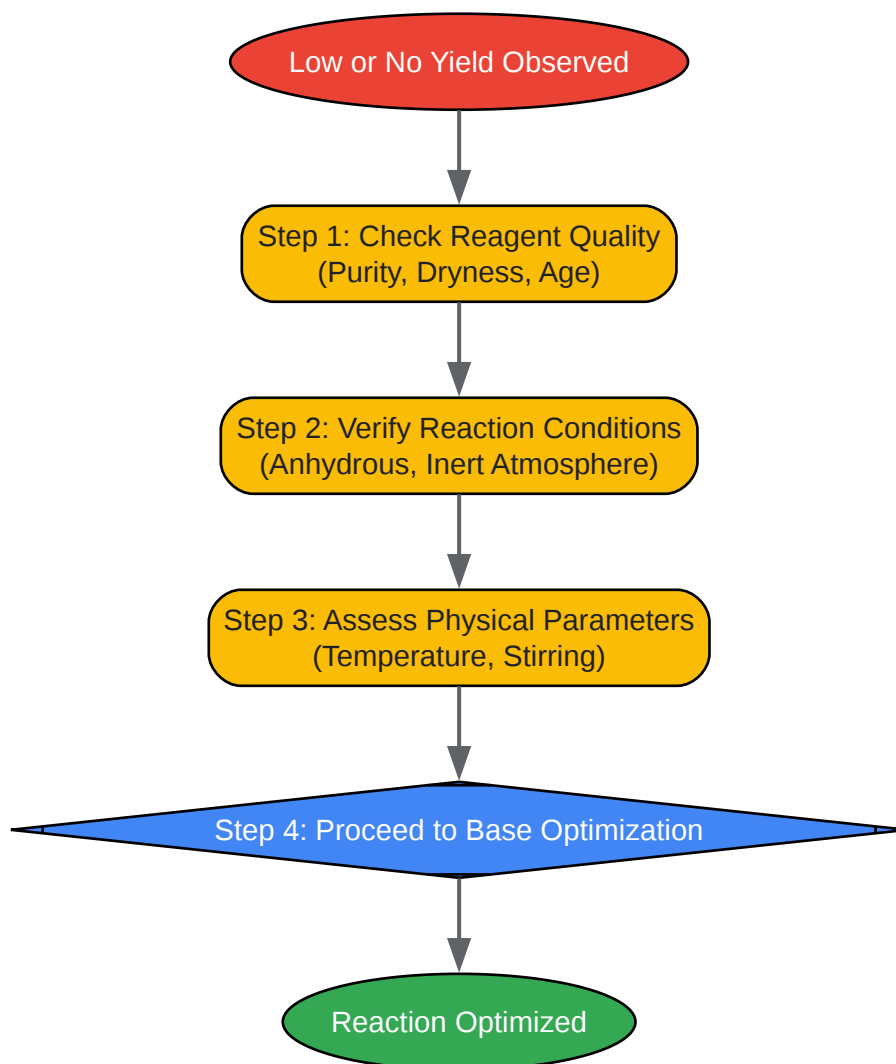 Low or No Yield Observed
Step 1: Check Reagent Quality
(Purity, Dryness, Age)
Step 2: Verify Reaction Conditions
(Anhydrous, Inert Atmosphere)
Step 3: Assess Physical Parameters
(Temperature, Stirring)
Step 4: Proceed to Base Optimization
Reaction Optimized